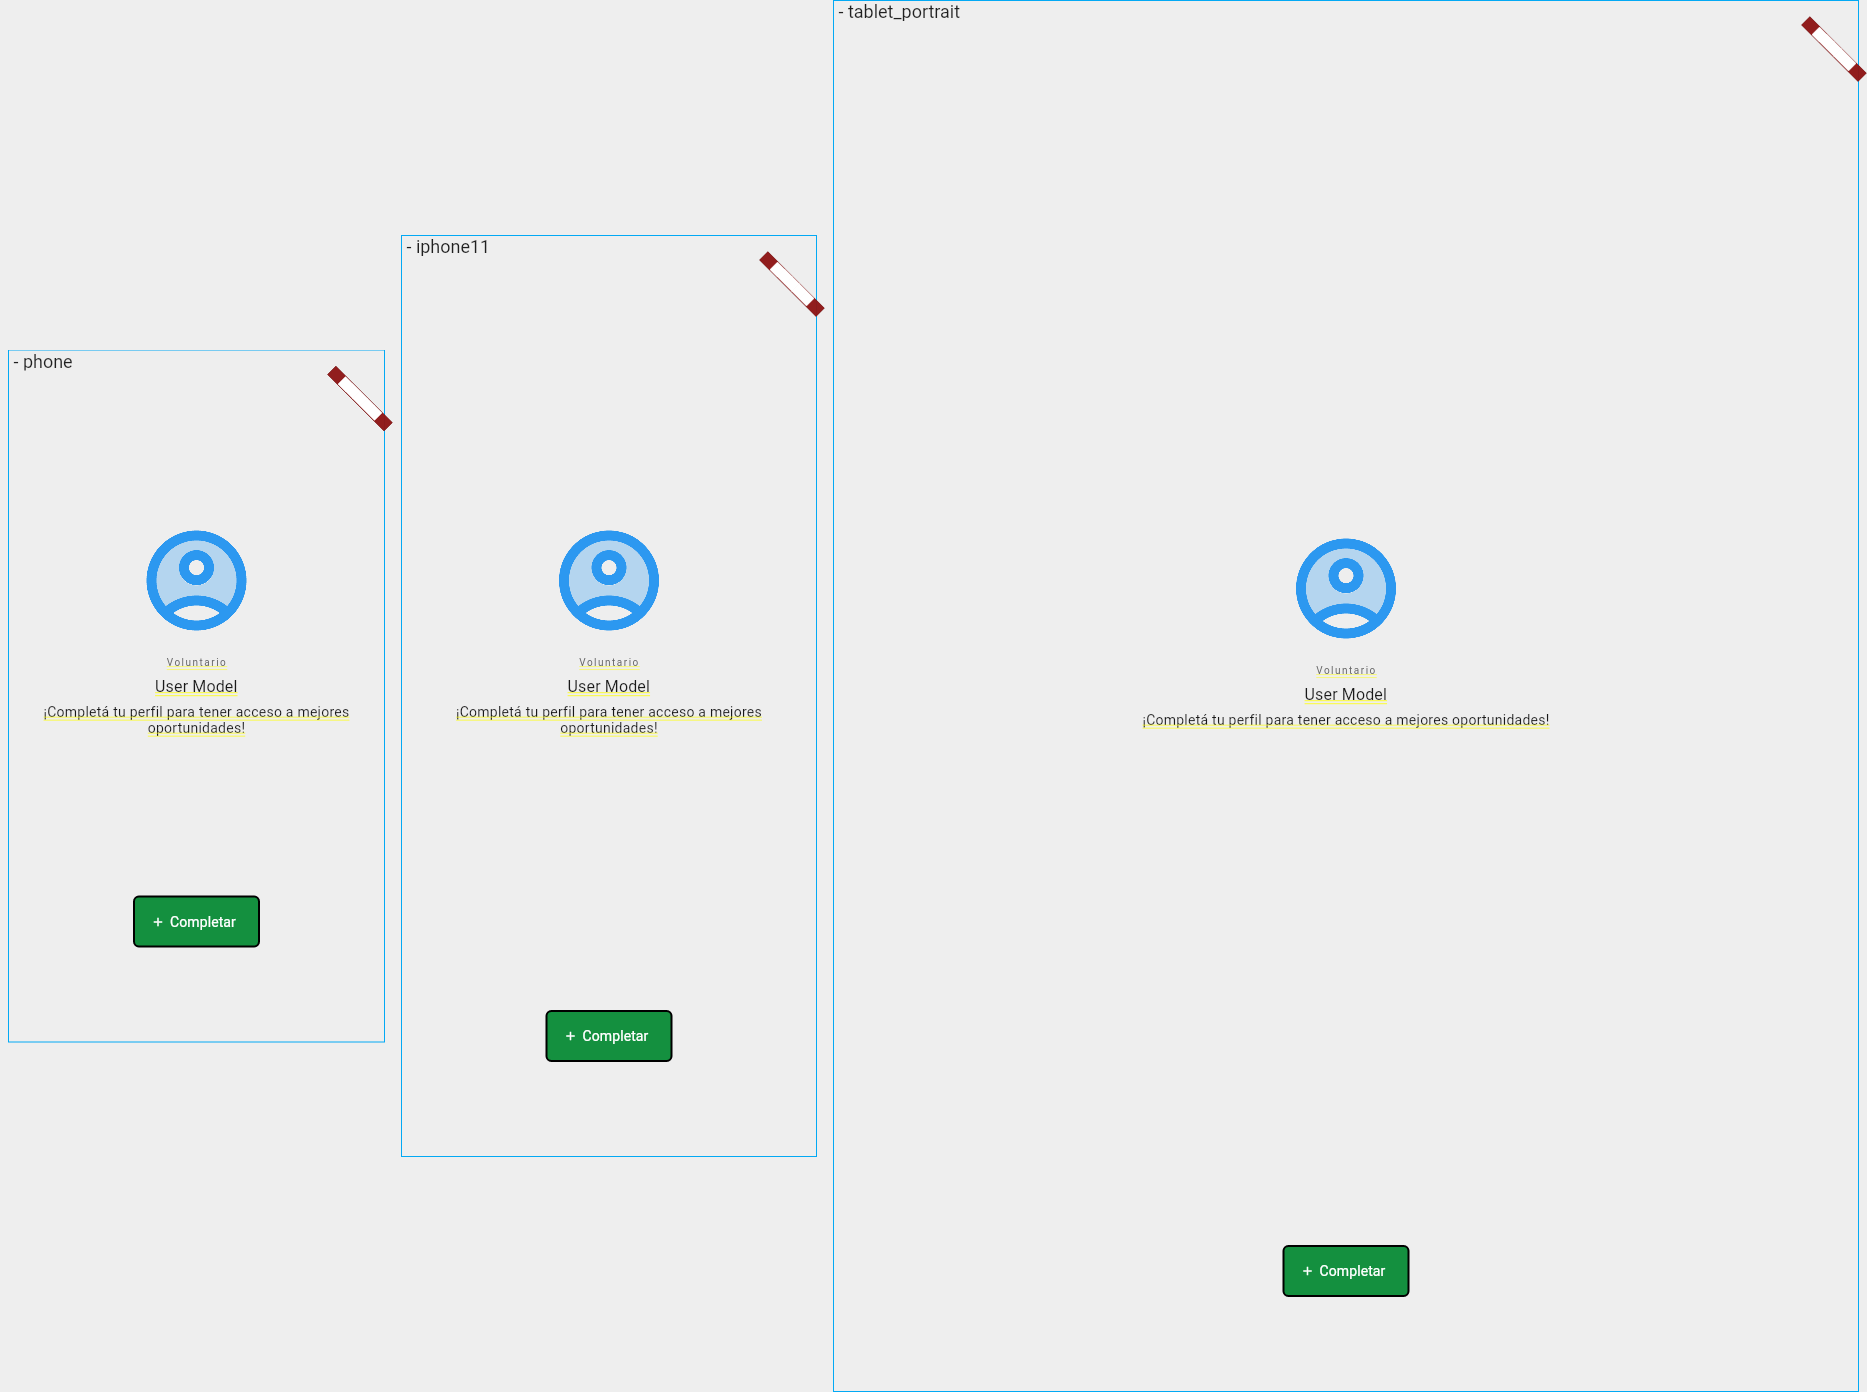 - phone
Voluntario
User Model
¡Completá tu perfil para tener acceso a mejores
oportunidades!
+ Completar
- iphone11
Voluntario
User Model
¡Completá tu perfil para tener acceso a mejores
oportunidades!
+ Completar
- tablet_portrait
Voluntario
User Model
¡Completá tu perfil para tener acceso a mejores oportunidades!
+ Completar